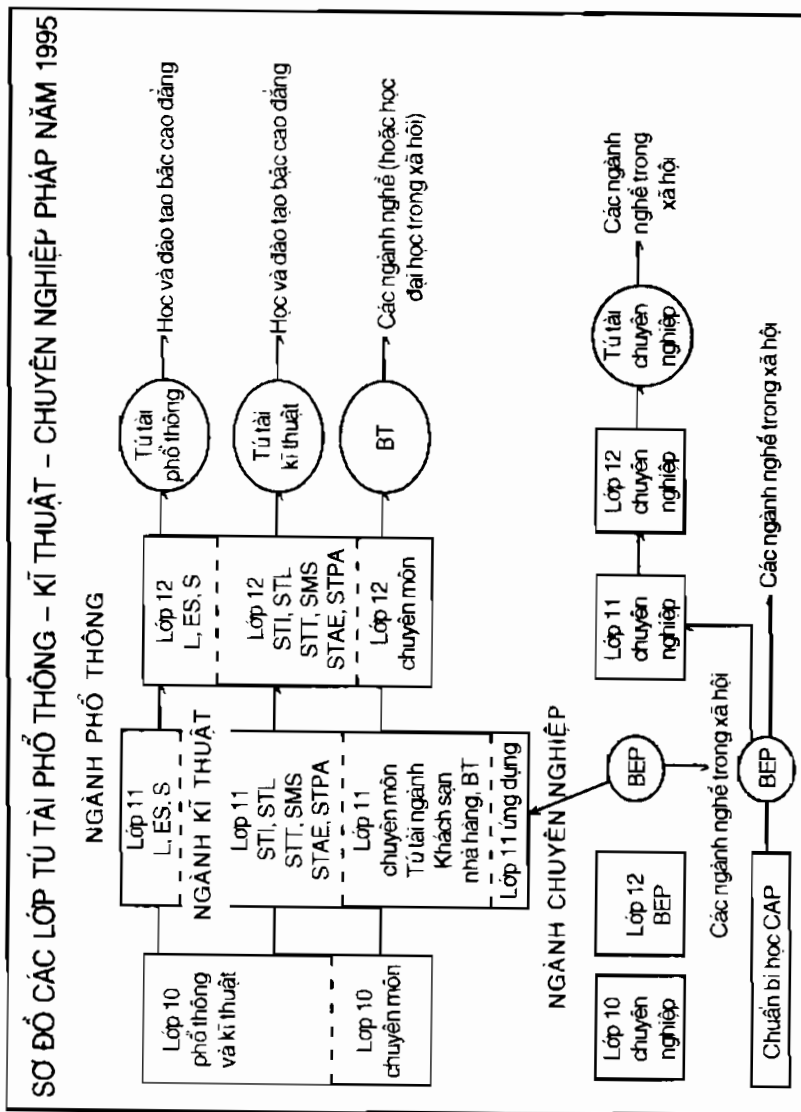 SƠ ĐỒ CÁC LỚP TÚ TÀI PHỔ THÔNG – KĨ THUẬT – CHUYÊN NGHIỆP PHÁP NĂM 1995
NGÀNH PHỔ THÔNG
Lớp 10
phổ thông
và kĩ thuật
Lớp 10
chuyên môn
Lớp 11
L, ES, S
NGÀNH KĨ THUẬT
Lớp 11
STI, STL
STT, SMS
STAE, STPA
Lớp 11
chuyên môn
Tú tài ngành
Khách sạn
nhà hàng, BT
Lớp 11 ứng dụng
Lớp 12
L, ES, S
Lớp 12
STI, STL
STT, SMS
STAE, STPA
Lớp 12
chuyên môn
Tú tài
phổ thông
Học và đào tạo bậc cao đẳng
Tú tài
kĩ thuật
Học và đào tạo bậc cao đẳng
BT
Các ngành nghề (hoặc học
đại học trong xã hội)
NGÀNH CHUYÊN NGHIỆP
Lớp 10
chuyên
nghiệp
Lớp 12
BEP
BEP
Các ngành nghề trong xã hội
Lớp 11
chuyên
nghiệp
Lớp 12
chuyên
nghiệp
Tú tài
chuyên
nghiệp
Các ngành
nghề trong
xã hội
Chuẩn bị học CAP
BEP
Các ngành nghề trong xã hội